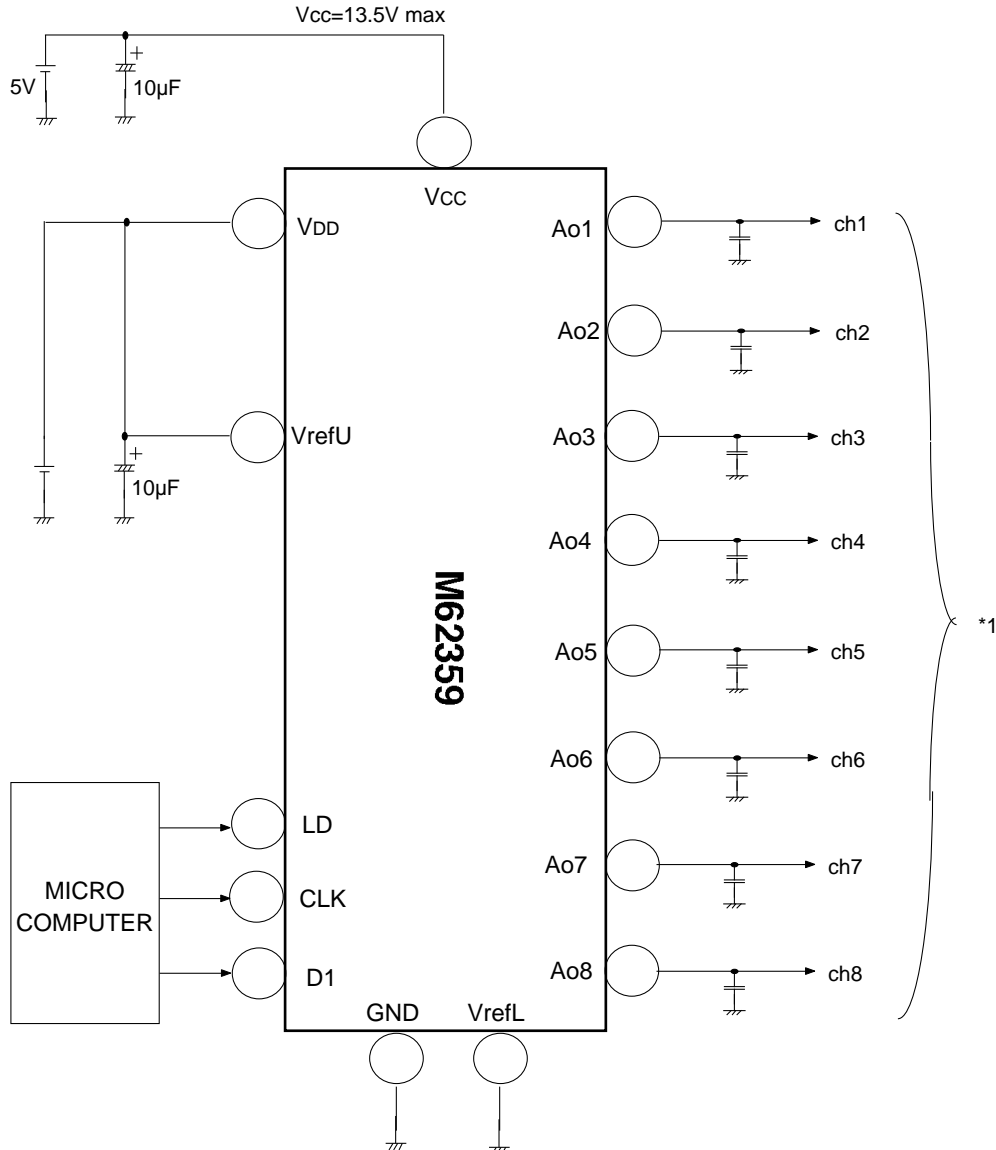 Vcc=13.5V max
5V
+
10µF
VCC
VDD
Ao1
ch1
Ao2
ch2
VrefU
Ao3
ch3
+
10µF
Ao4
ch4
M62359
Ao5
ch5
*1
Ao6
ch6
LD
MICRO
COMPUTER
CLK
Ao7
ch7
D1
Ao8
ch8
GND
VrefL